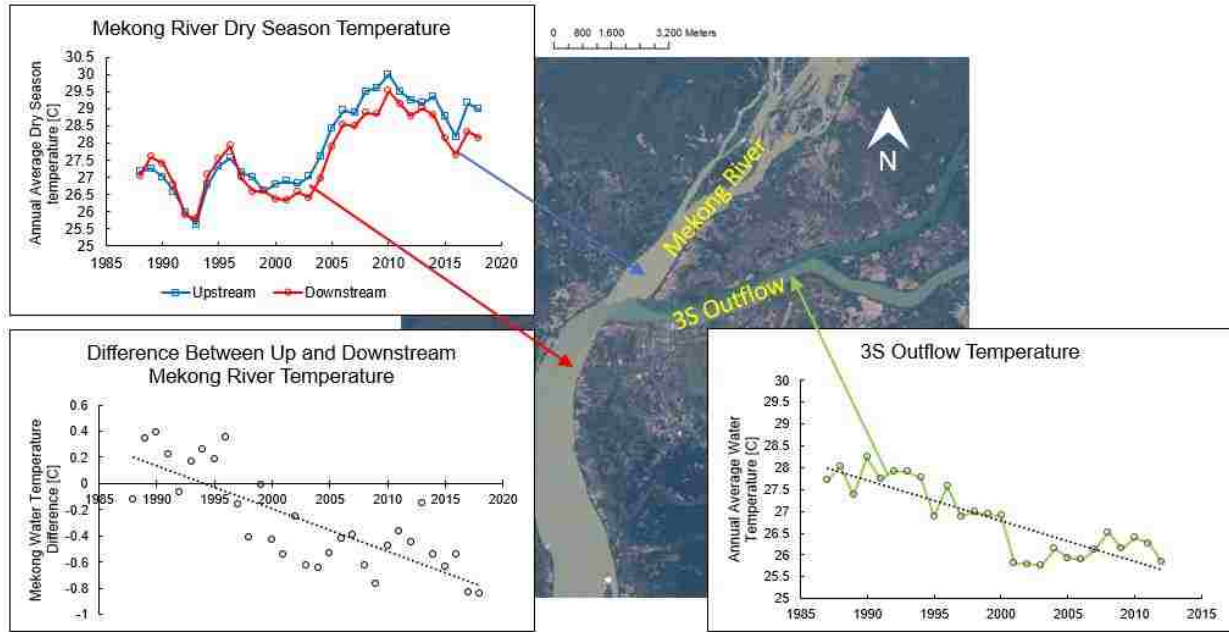 Mekong River Dry Season Temperature
Annual Average Dry Season
temperature [C]
30.5
30
29.5
29
28.5
28
27.5
27
26.5
26
25.5
25
1985 1990 1995 2000 2005 2010 2015 2020
Upstream Downstream
0 800 1,600 3,200 Meters
N
Mekong River
3S Outflow
Difference Between Up and Downstream
Mekong River Temperature
Mekong Water Temperature
Difference [C]
0.6
0.4
0.2
0
-0.2
-0.4
-0.6
-0.8
-1
1985 1990 1995 2000 2005 2010 2015 2020
3S Outflow Temperature
Annual Average Water
Temperature [C]
30
29.5
29
28.5
28
27.5
27
26.5
26
25.5
25
1985 1990 1995 2000 2005 2010 2015